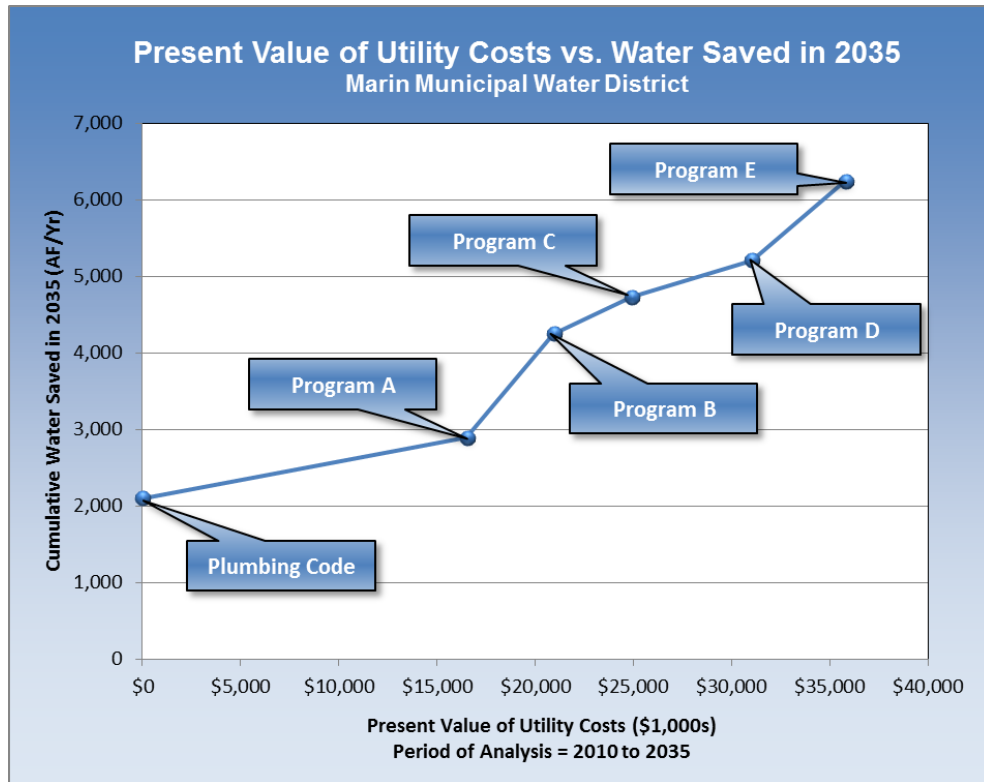 Present Value of Utility Costs vs. Water Saved in 2035
Marin Municipal Water District
Cumulative Water Saved in 2035 (AF/Yr)
7,000
6,000
5,000
4,000
3,000
2,000
1,000
0
Program E
Program C
Program D
Program A
Program B
Plumbing Code
$0 $5,000 $10,000 $15,000 $20,000 $25,000 $30,000 $35,000 $40,000
Present Value of Utility Costs ($1,000s)
Period of Analysis = 2010 to 2035